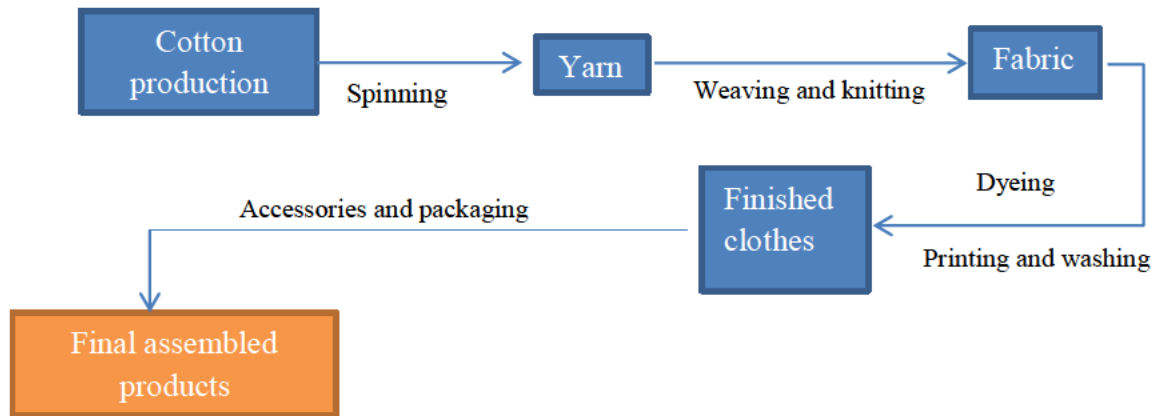 Cotton
production
Spinning
Yarn
Weaving and knitting
Fabric
Dyeing
Printing and washing
Finished
clothes
Accessories and packaging
Final assembled
products